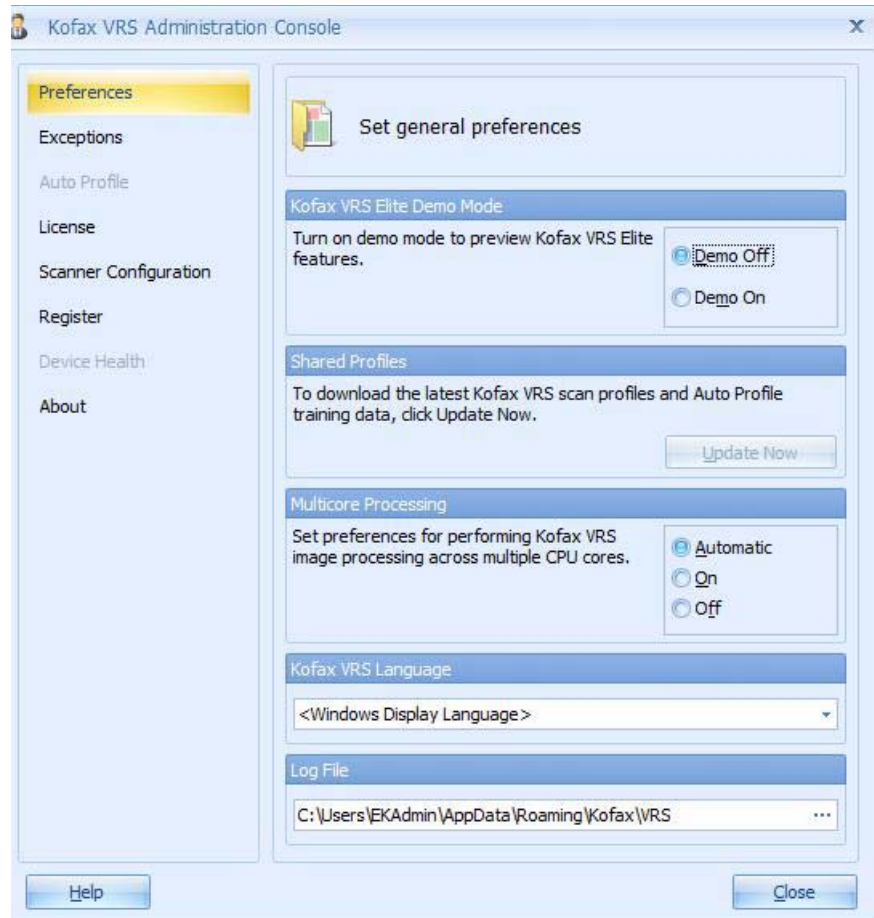 Kofax VRS Administration Console
Preferences
Exceptions
Auto Profile
License
Scanner Configuration
Register
Device Health
About
Set general preferences
Kofax VRS Elite Demo Mode
Turn on demo mode to preview Kofax VRS Elite
features.
Demo Off
Demo On
Shared Profiles
To download the latest Kofax VRS scan profiles and Auto Profile
training data, click Update Now.
Update Now
Multicore Processing
Set preferences for performing Kofax VRS
image processing across multiple CPU cores.
Automatic
On
Off
Kofax VRS Language
<Windows Display Language>
Log File
C:\Users\EKAdmin\AppData\Roaming\Kofax\VRS
...
Help
Close